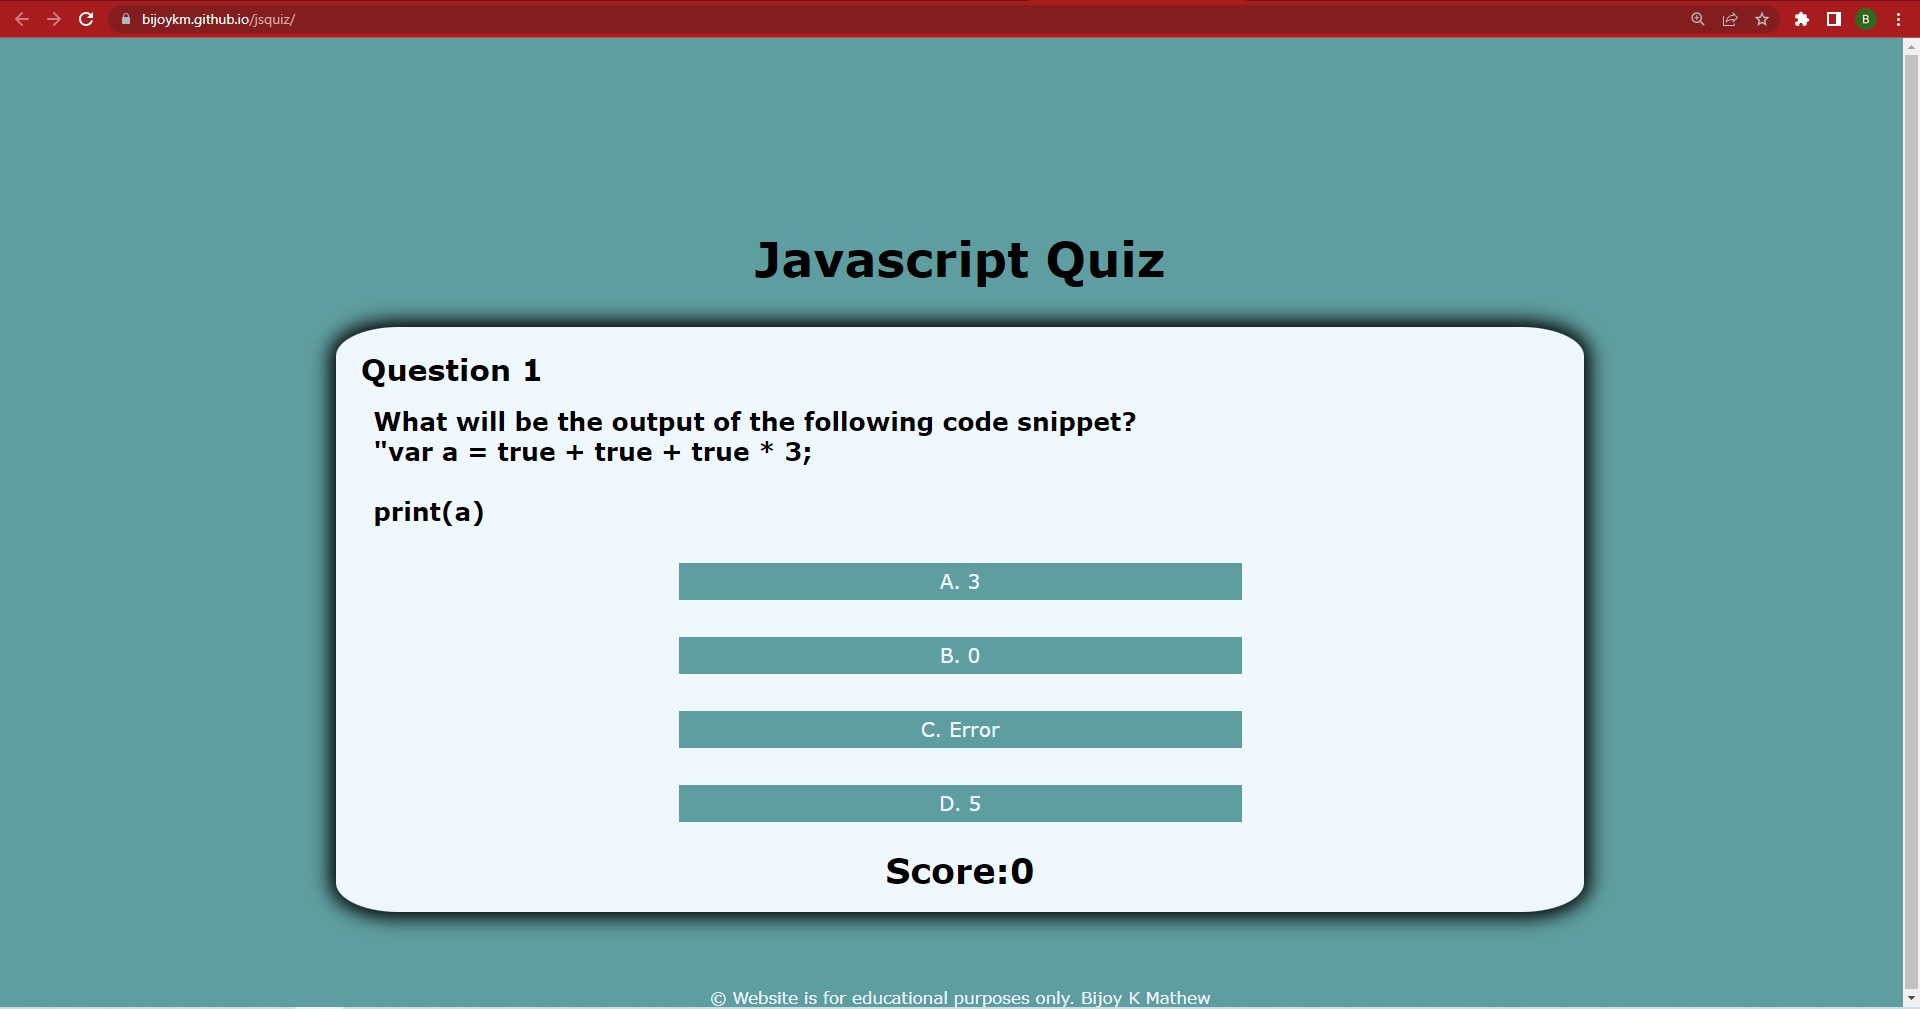 bijoykm.github.io/jsquiz/
B
Javascript Quiz
Question 1
What will be the output of the following code snippet?
"var a = true + true + true * 3;
print(a)
A. 3
B. 0
C. Error
D. 5
Score:0
© Website is for educational purposes only. Bijoy K Mathew